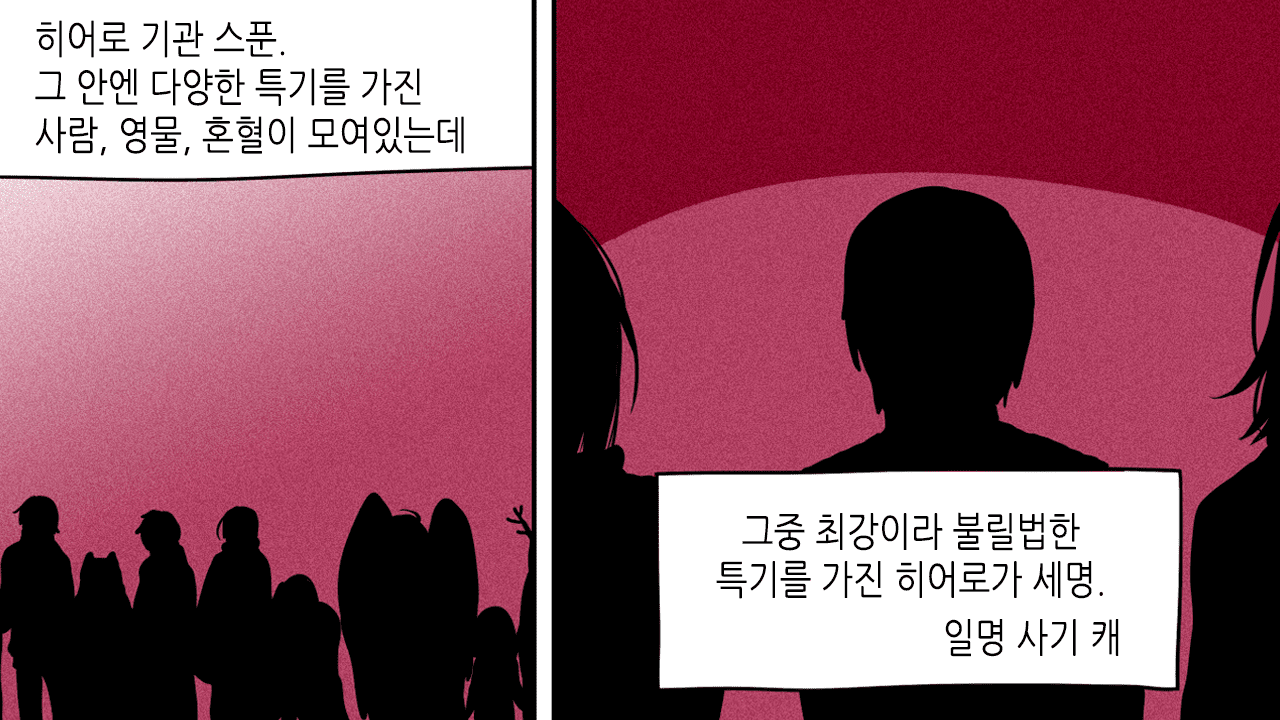 히어로 기관 스푼.
그 안엔 다양한 특기를 가진
사람, 영물, 혼혈이 모여있는데
그중 최강이라 불릴법한
특기를 가진 히어로가 세명.
일명 사기 캐